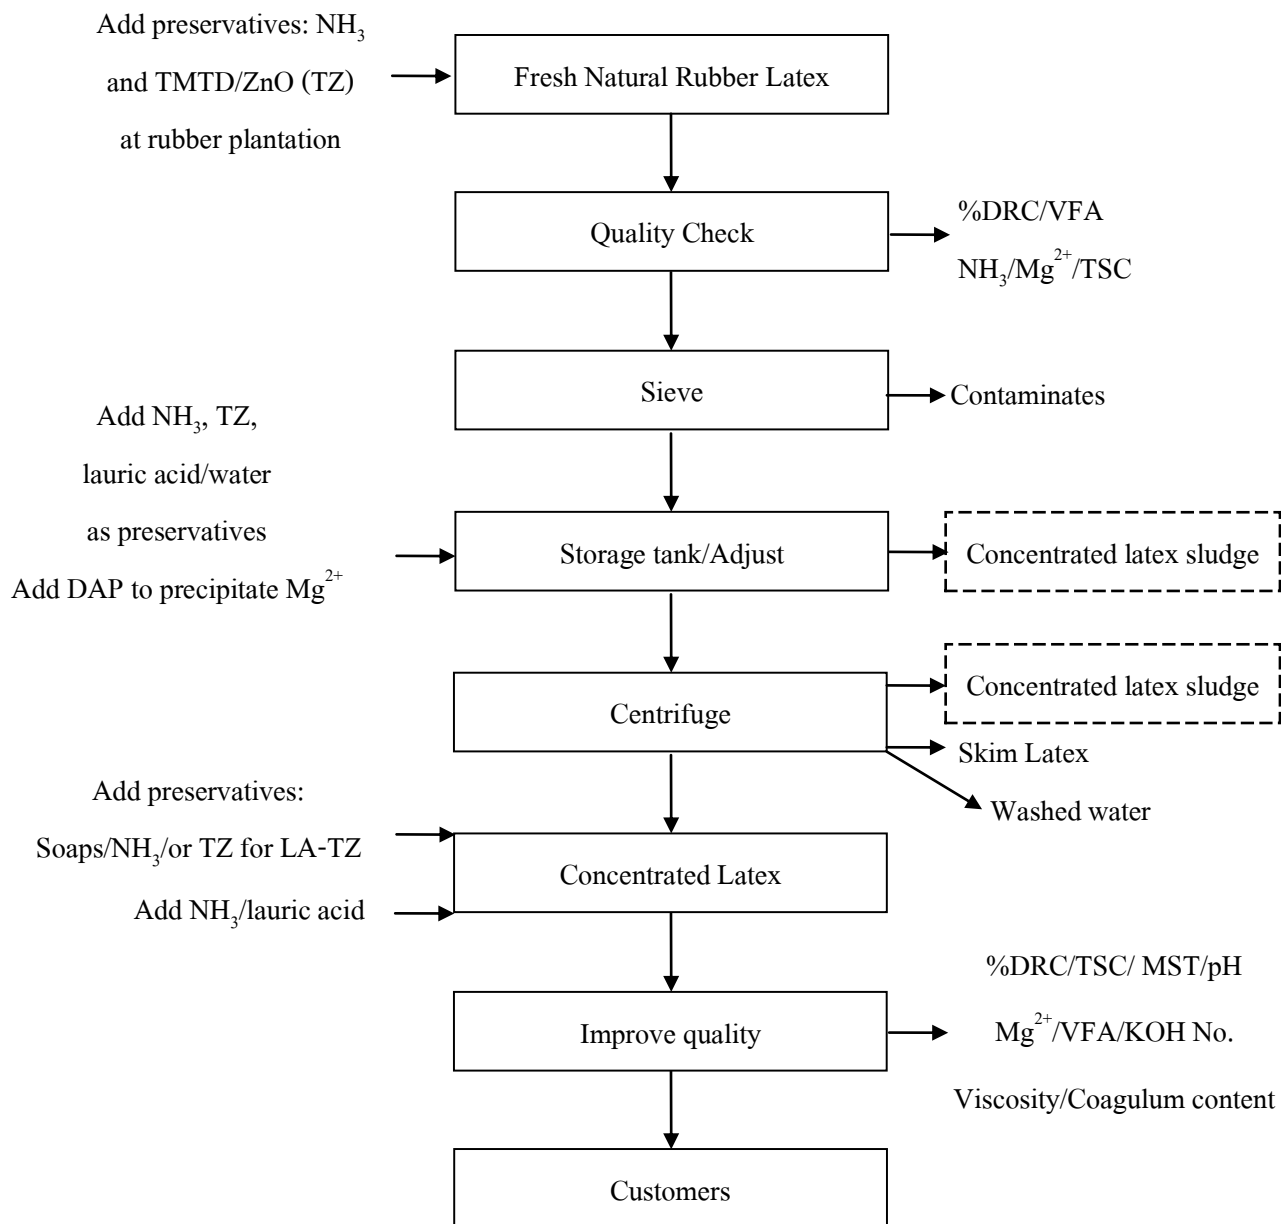 Add preservatives: NH₃
and TMTD/ZnO (TZ)
at rubber plantation
Fresh Natural Rubber Latex
Quality Check
%DRC/VFA
NH₃/Mg²⁺/TSC
Sieve
Contaminates
Add NH₃, TZ,
lauric acid/water
as preservatives
Add DAP to precipitate Mg²⁺
Storage tank/Adjust
Concentrated latex sludge
Centrifuge
Concentrated latex sludge
Skim Latex
Washed water
Add preservatives:
Soaps/NH₃/or TZ for LA-TZ
Add NH₃/lauric acid
Concentrated Latex
Improve quality
%DRC/TSC/ MST/pH
Mg²⁺/VFA/KOH No.
Viscosity/Coagulum content
Customers